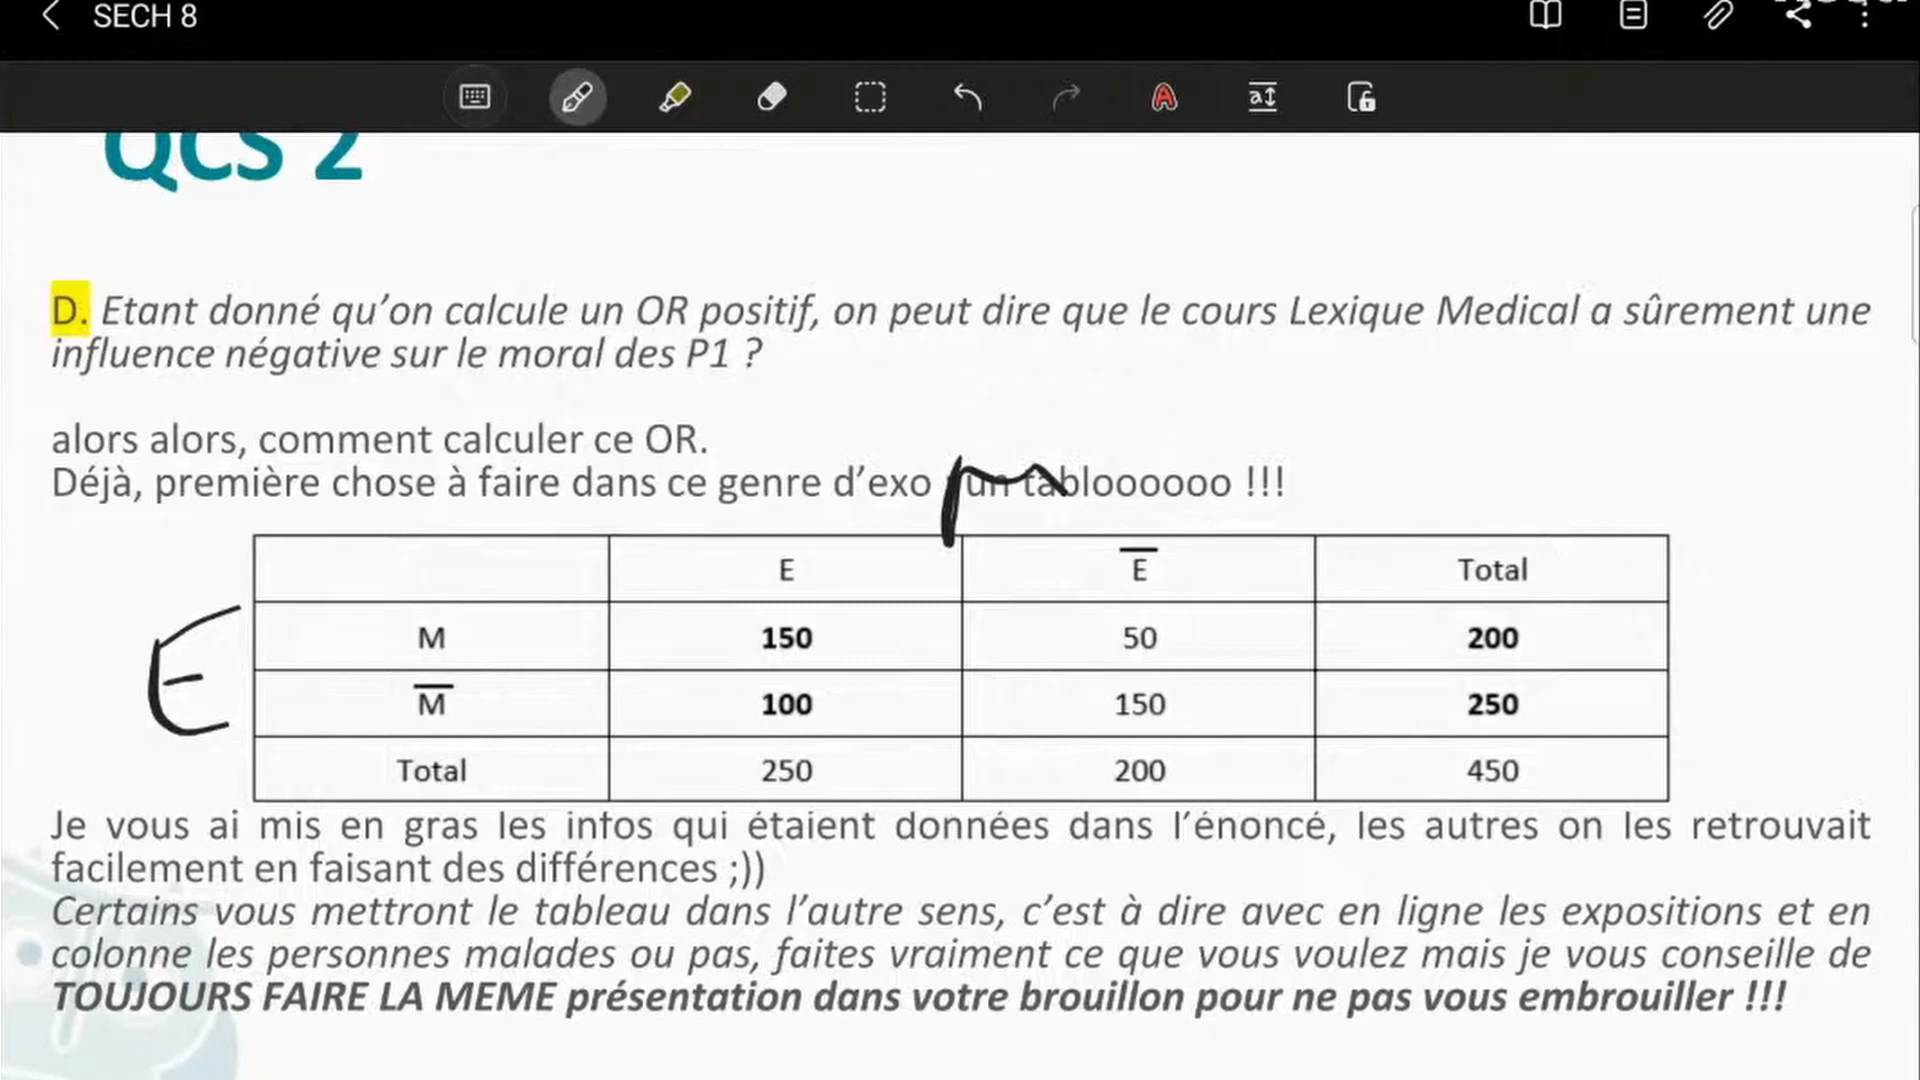 SECH 8
QCS 2
D. Etant donné qu'on calcule un OR positif, on peut dire que le cours Lexique Medical a sûrement une
influence négative sur le moral des P1 ?
alors alors, comment calculer ce OR.
Déjà, première chose à faire dans ce genre d'exo un tabloooooo !!!
E E Total
M 150 50 200
M 100 150 250
Total 250 200 450
E
Je vous ai mis en gras les infos qui étaient données dans l'énoncé, les autres on les retrouvait
facilement en faisant des différences ;))
Certains vous mettront le tableau dans l'autre sens, c'est à dire avec en ligne les expositions et en
colonne les personnes malades ou pas, faites vraiment ce que vous voulez mais je vous conseille de
TOUJOURS FAIRE LA MEME présentation dans votre brouillon pour ne pas vous embrouiller !!!